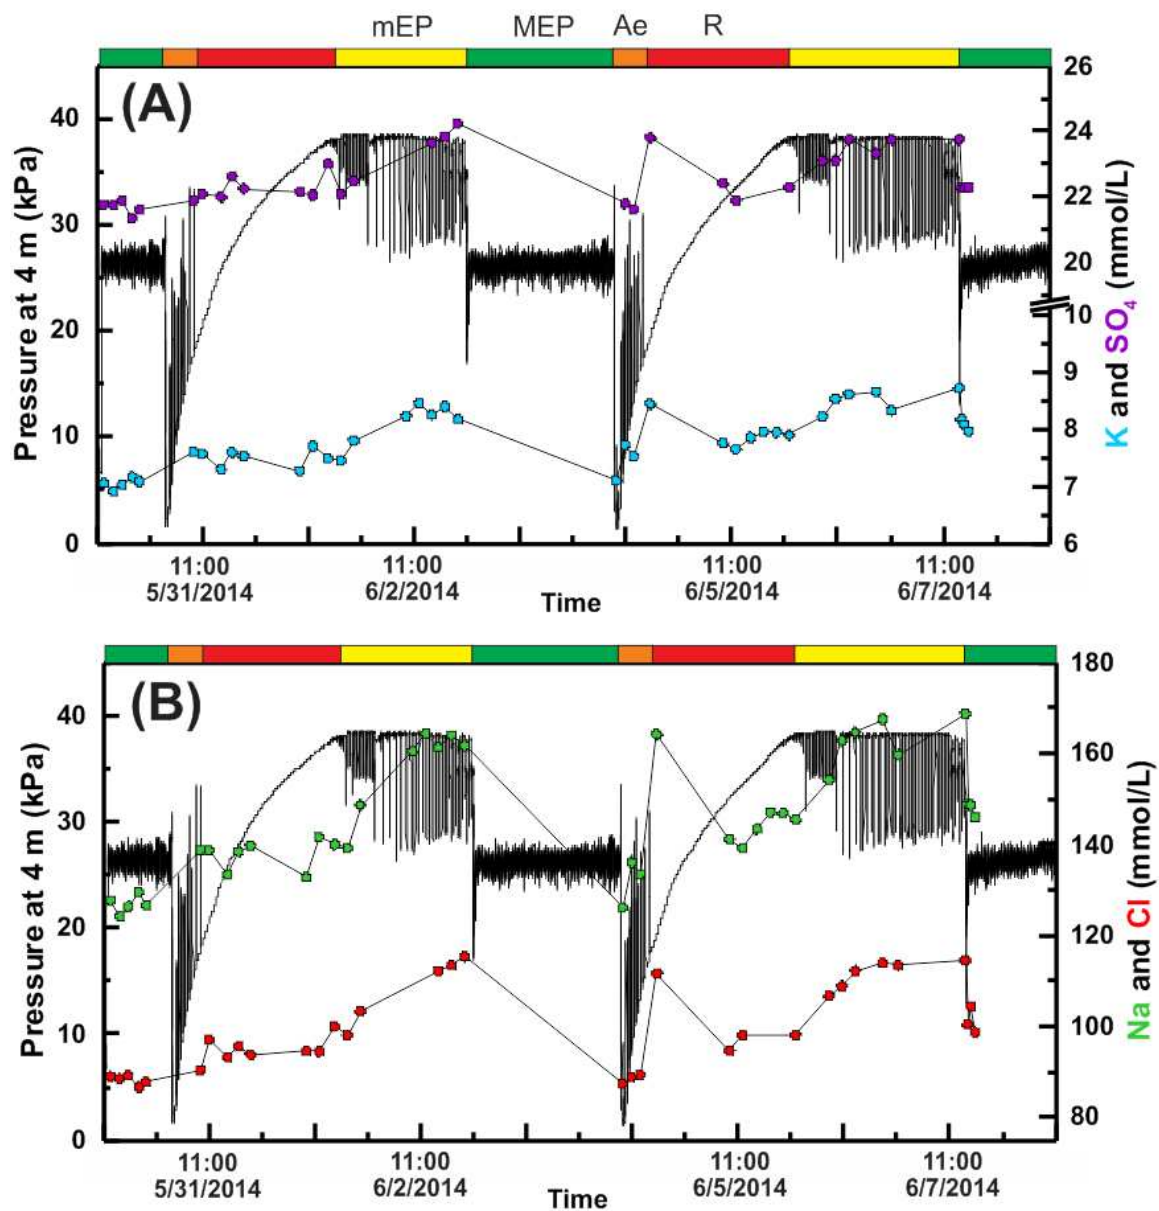 mEP MEP Ae R
(A)
Pressure at 4 m (kPa)
40
30
20
10
0
26
24
22
20
10
9
8
7
6
K and SO4 (mmol/L)
11:00 11:00 11:00 11:00
5/31/2014 6/2/2014 6/5/2014 6/7/2014
Time
(B)
Pressure at 4 m (kPa)
40
30
20
10
0
180
160
140
120
100
80
Na and Cl (mmol/L)
11:00 11:00 11:00 11:00
5/31/2014 6/2/2014 6/5/2014 6/7/2014
Time